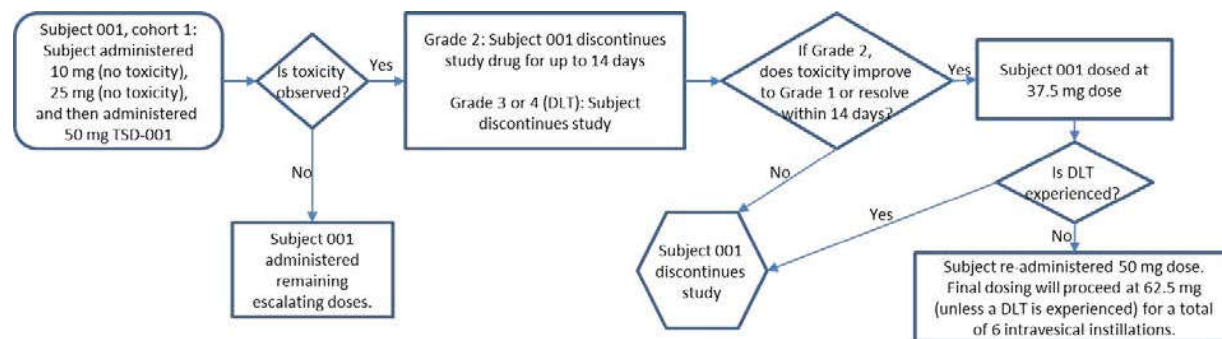 Subject 001, cohort 1:
Subject administered
10 mg (no toxicity),
25 mg (no toxicity),
and then administered
50 mg TSD-001
Is toxicity
observed?
Yes
No
Subject 001
administered
remaining
escalating doses.
Grade 2: Subject 001 discontinues
study drug for up to 14 days
Grade 3 or 4 (DLT): Subject
discontinues study
If Grade 2,
does toxicity improve
to Grade 1 or resolve
within 14 days?
Yes
No
Subject 001 dosed at
37.5 mg dose
Is DLT
experienced?
Yes
No
Subject 001
discontinues
study
Subject re-administered 50 mg dose.
Final dosing will proceed at 62.5 mg
(unless a DLT is experienced) for a total
of 6 intravesical instillations.